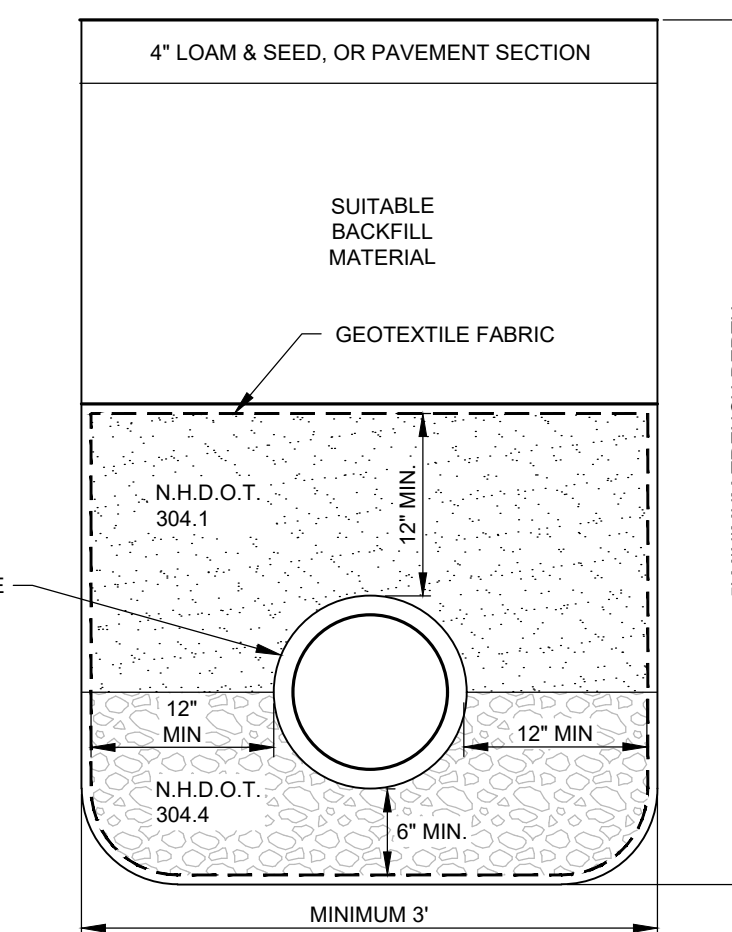 4" LOAM & SEED, OR PAVEMENT SECTION
SUITABLE
BACKFILL
MATERIAL
GEOTEXTILE FABRIC
N.H.D.O.T.
304.1
12" MIN.
12"
MIN
12" MIN
N.H.D.O.T.
304.4
6" MIN.
MINIMUM 3'